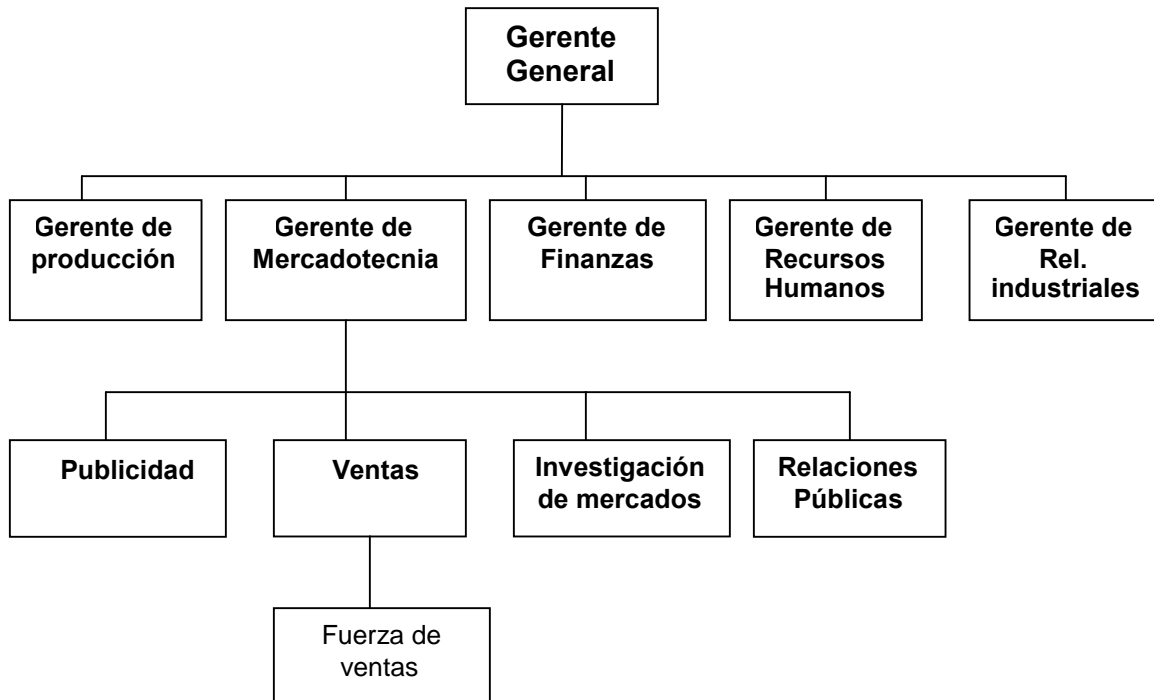 Gerente
General
Gerente de
producción
Gerente de
Mercadotecnia
Gerente de
Finanzas
Gerente de
Recursos
Humanos
Gerente de
Rel.
industriales
Publicidad
Ventas
Investigación
de mercados
Relaciones
Públicas
Fuerza de
ventas